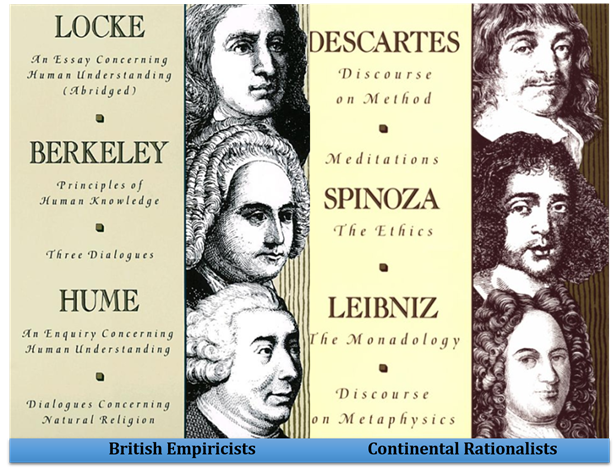 LOCKE
An Essay Concerning
Human Understanding
(Abridged)
BERKELEY
Principles of
Human Knowledge
Three Dialogues
HUME
An Enquiry Concerning
Human Understanding
Dialogues Concerning
Natural Religion
DESCARTES
Discourse
on Method
Meditations
SPINOZA
The Ethics
LEIBNIZ
The Monadology
Discourse
on Metaphysics
British Empiricists
Continental Rationalists